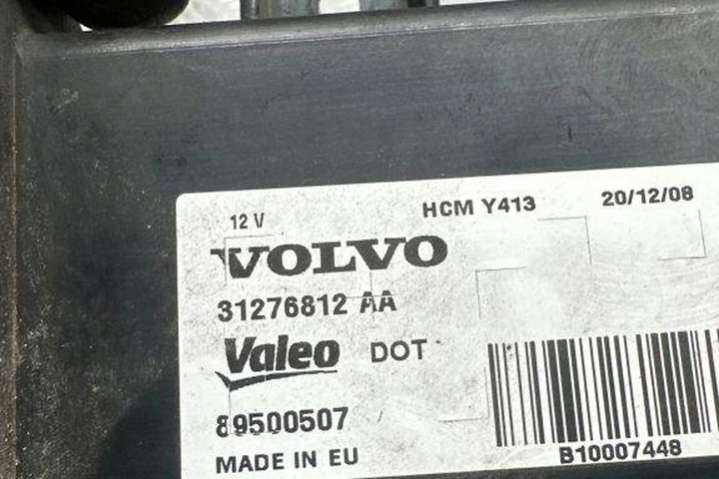 12 V HCM Y413 20/12/08
VOLVO
31276812 AA
Valeo DOT
89500507
MADE IN EU B10007448